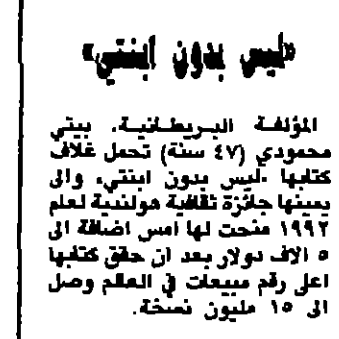 «ليس بدون ابنتي»
المؤلفة البريطانية، بيتي
محمودي (٤٧ سنة) تحمل غلاف
كتابها «ليس بدون ابنتي» والى
يمينها جائزة ثقافية هولندية لعام
١٩٩٢ منحت لها امس اضافة الى
٥ الاف دولار بعد ان حقق كتابها
اعلى رقم مبيعات في العالم وصل
الى ١٥ مليون نسخة.